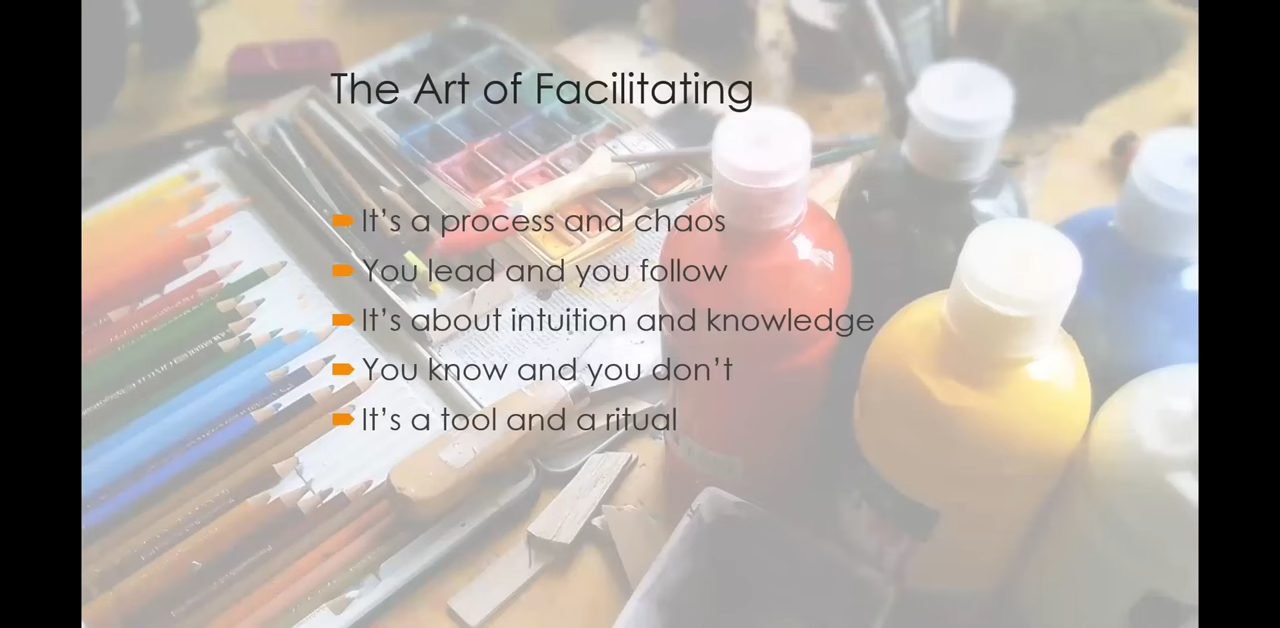 The Art of Facilitating
It’s a process and chaos
You lead and you follow
It’s about intuition and knowledge
You know and you don’t
It’s a tool and a ritual